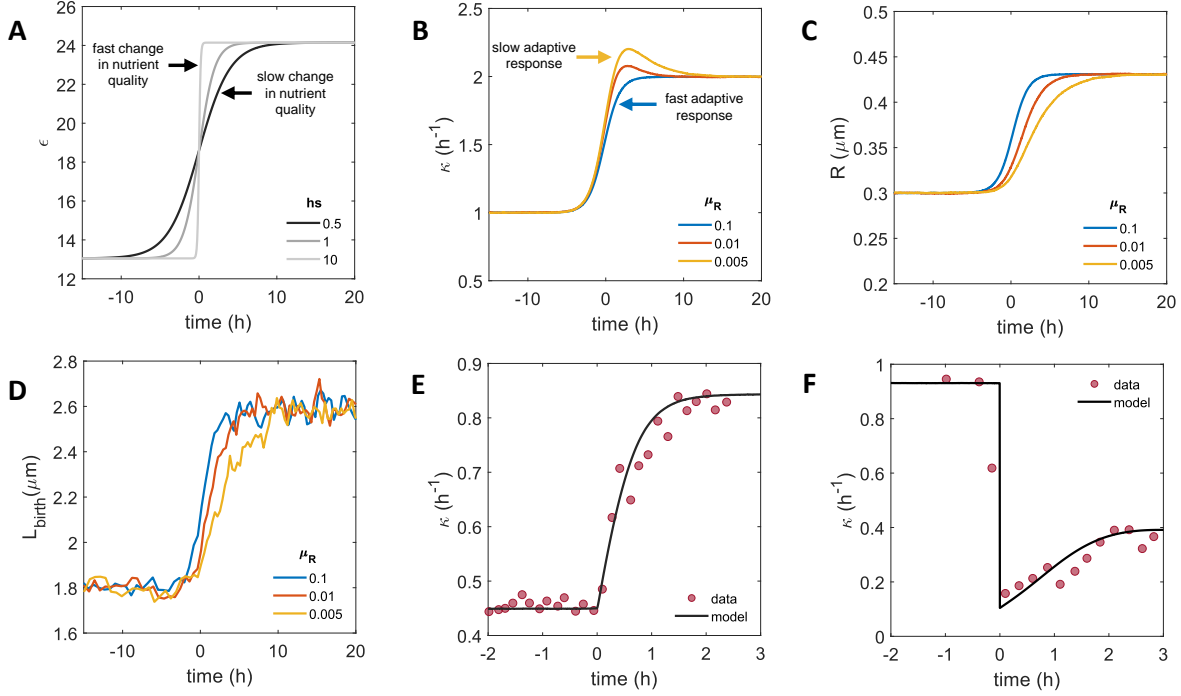 A
26
24
22
20
18
16
14
12
ϵ
fast change
in nutrient
quality
slow change
in nutrient
quality
hs
0.5
1
10
-10
0
10
20
time (h)
B
2.5
2
1.5
1
0.5
κ (h⁻¹)
slow adaptive
response
fast adaptive
response
μR
0.1
0.01
0.005
-10
0
10
20
time (h)
C
0.5
0.4
0.3
0.2
R (μm)
μR
0.1
0.01
0.005
-10
0
10
20
time (h)
D
2.8
2.6
2.4
2.2
2
1.8
1.6
Lbirth(μm)
μR
0.1
0.01
0.005
-10
0
10
20
time (h)
E
0.9
0.8
0.7
0.6
0.5
0.4
κ (h⁻¹)
data
model
-2
-1
0
1
2
3
time (h)
F
1
0.8
0.6
0.4
0.2
0
κ (h⁻¹)
data
model
-2
-1
0
1
2
3
time (h)